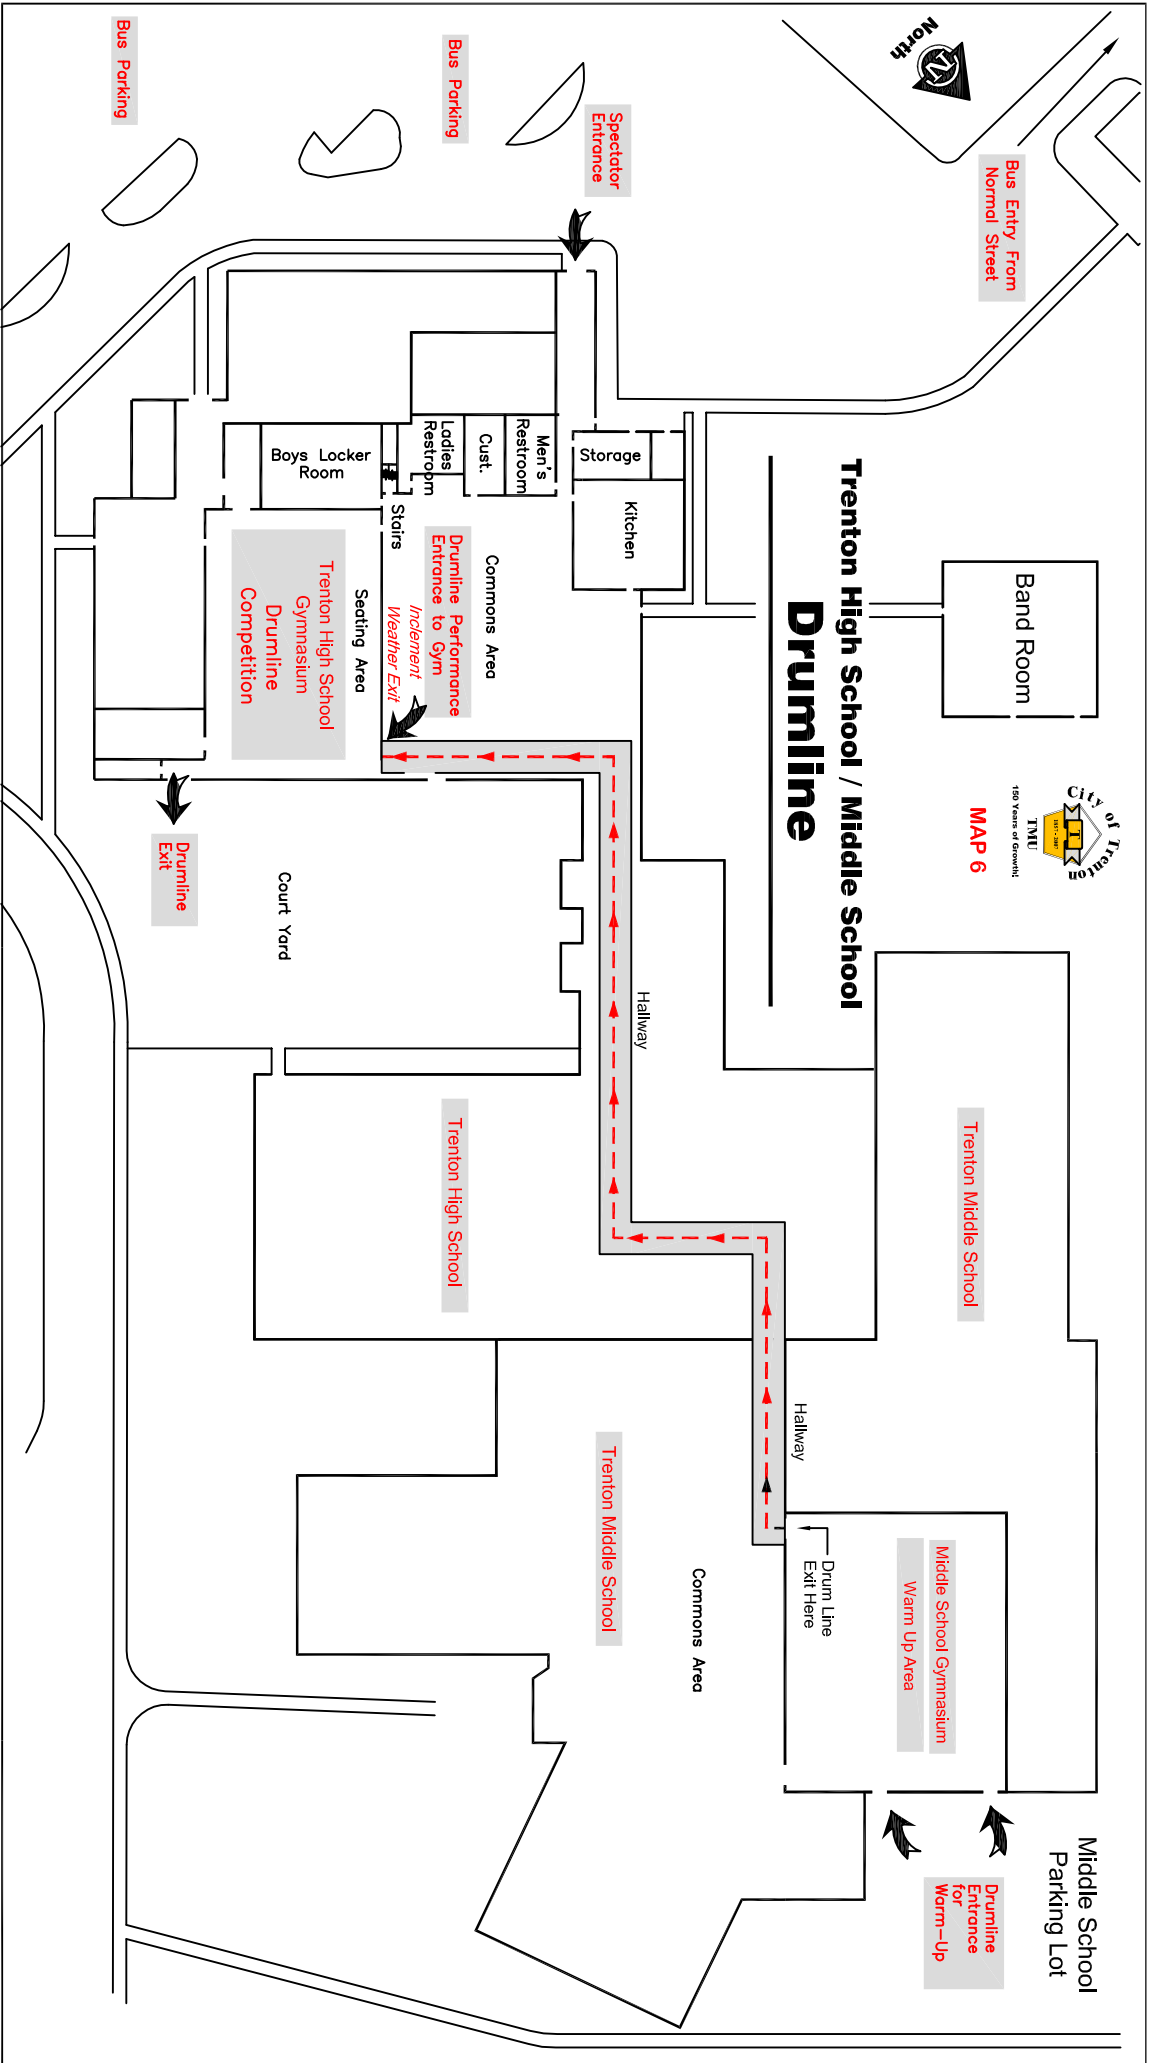 North
N
Bus Entry From
Normal Street
Bus Parking
Bus Parking
Spectator
Entrance
Trenton High School / Middle School
Drumline
Band Room
City of Trenton
T
1857 - 2007
TMU
150 Years of Growth!
MAP 6
Storage
Kitchen
Men's
Restroom
Cust.
Ladies
Restroom
Boys Locker
Room
Stairs
Commons Area
Drumline Performance
Entrance to Gym
Inclement
Weather Exit
Seating Area
Trenton High School
Gymnasium
Drumline
Competition
Drumline
Exit
Court Yard
Hallway
Trenton High School
Trenton Middle School
Hallway
Drum Line
Exit Here
Middle School Gymnasium
Warm Up Area
Commons Area
Trenton Middle School
Middle School
Parking Lot
Drumline
Entrance
for
Warm-Up